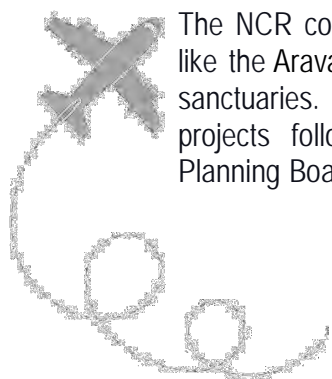 The NCR co
like the Arava
sanctuaries.
projects follo
Planning Boa